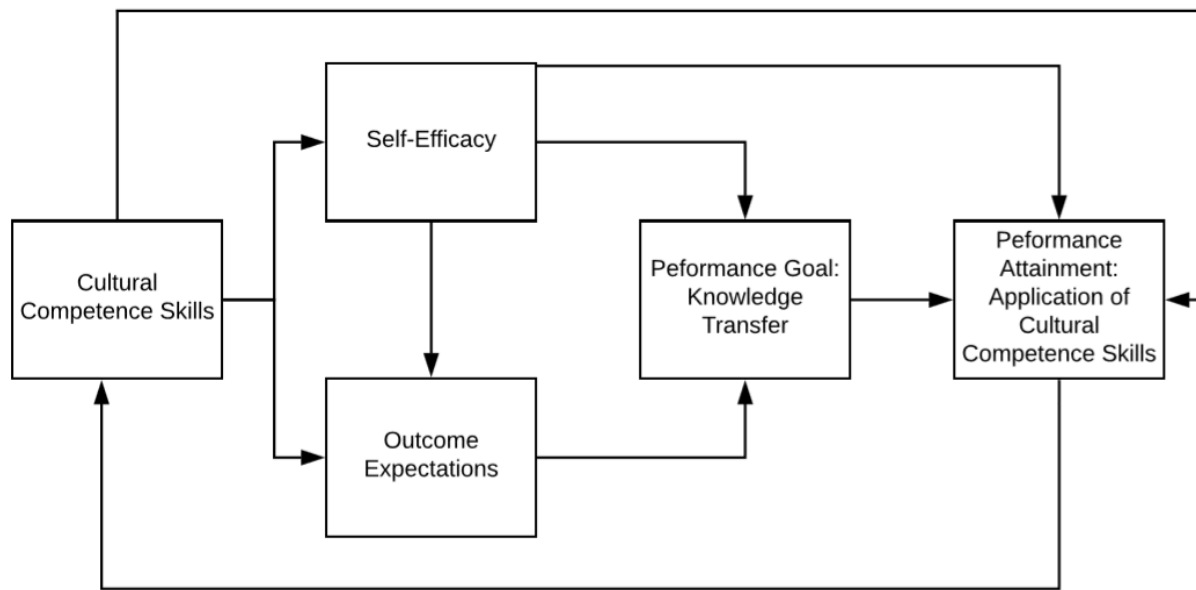 Self-Efficacy
Cultural
Competence Skills
Peformance Goal:
Knowledge
Transfer
Peformance
Attainment:
Application of
Cultural
Competence Skills
Outcome
Expectations